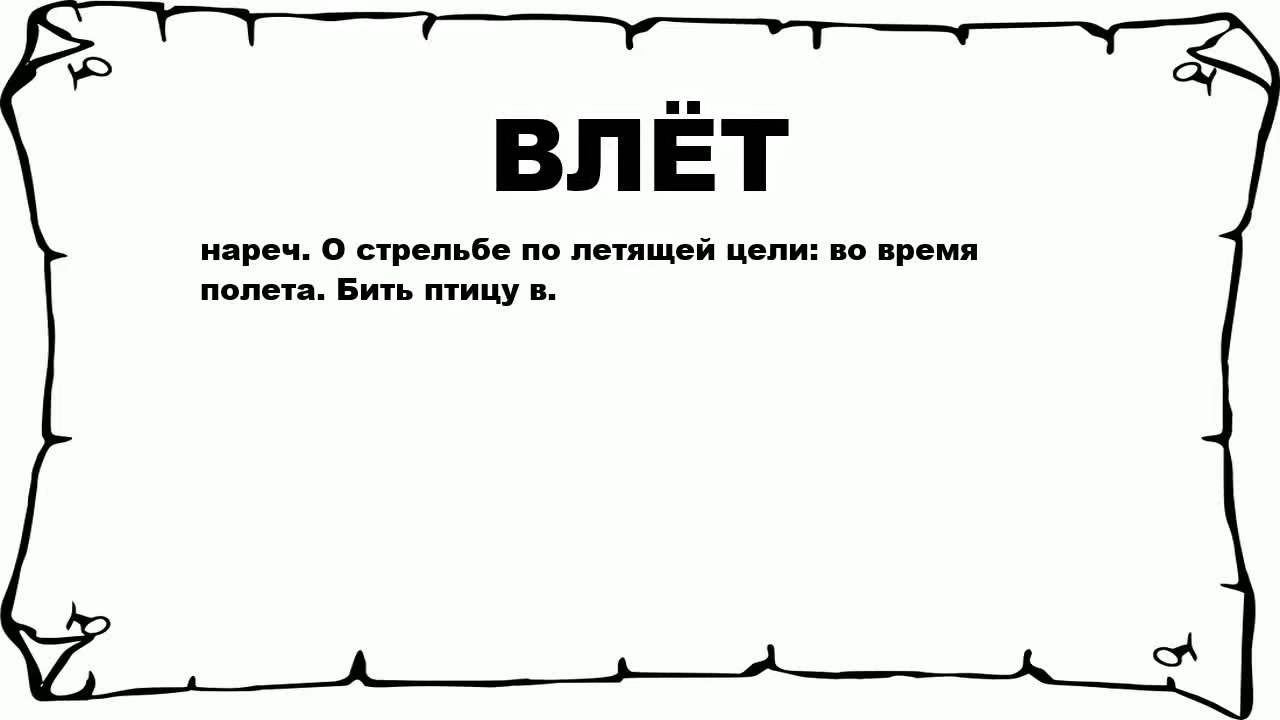 ВЛЁТ
нареч. О стрельбе по летящей цели: во время
полета. Бить птицу в.